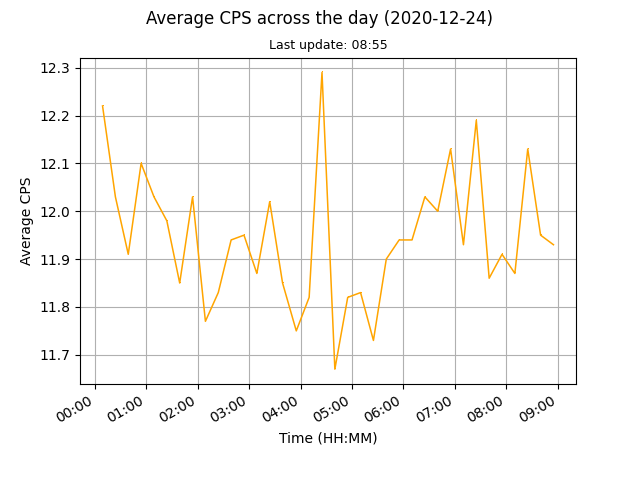 Average CPS across the day (2020-12-24)
Last update: 08:55
12.3
12.2
12.1
12.0
11.9
11.8
11.7
Average CPS
00:00 01:00 02:00 03:00 04:00 05:00 06:00 07:00 08:00 09:00
Time (HH:MM)